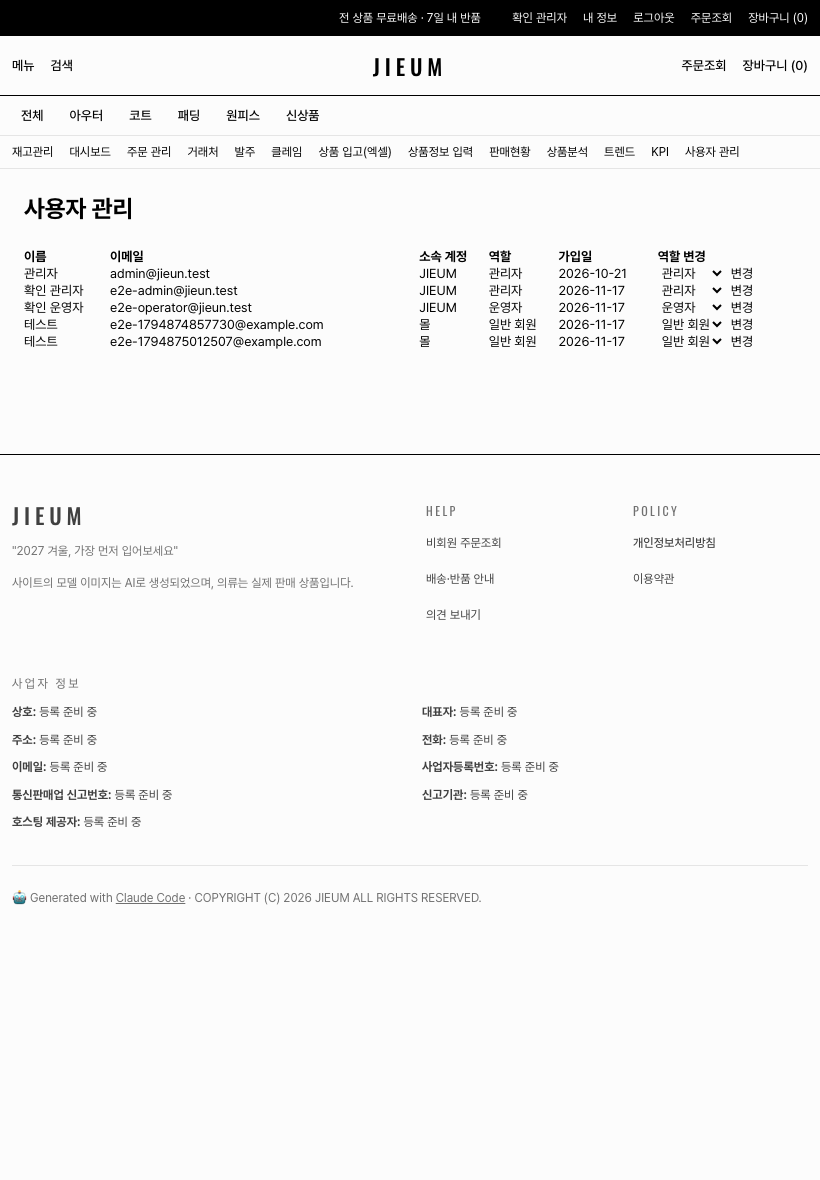 전 상품 무료배송 · 7일 내 반품 확인 관리자 내 정보 로그아웃 주문조회 장바구니 (0)
메뉴 검색 JIEUM 주문조회 장바구니 (0)
전체 아우터 코트 패딩 원피스 신상품
재고관리 대시보드 주문 관리 거래처 발주 클레임 상품 입고(엑셀) 상품정보 입력 판매현황 상품분석 트렌드 KPI 사용자 관리
사용자 관리
이름 이메일 소속 계정 역할 가입일 역할 변경
관리자 admin@jieun.test JIEUM 관리자 2026-10-21 관리자 변경
확인 관리자 e2e-admin@jieun.test JIEUM 관리자 2026-11-17 관리자 변경
확인 운영자 e2e-operator@jieun.test JIEUM 운영자 2026-11-17 운영자 변경
테스트 e2e-1794874857730@example.com 몰 일반 회원 2026-11-17 일반 회원 변경
테스트 e2e-1794875012507@example.com 몰 일반 회원 2026-11-17 일반 회원 변경
JIEUM
"2027 겨울, 가장 먼저 입어보세요"
사이트의 모델 이미지는 AI로 생성되었으며, 의류는 실제 판매 상품입니다.
HELP
비회원 주문조회
배송·반품 안내
의견 보내기
POLICY
개인정보처리방침
이용약관
사업자 정보
상호: 등록 준비 중
대표자: 등록 준비 중
주소: 등록 준비 중
전화: 등록 준비 중
이메일: 등록 준비 중
사업자등록번호: 등록 준비 중
통신판매업 신고번호: 등록 준비 중
신고기관: 등록 준비 중
호스팅 제공자: 등록 준비 중
🤖 Generated with Claude Code · COPYRIGHT (C) 2026 JIEUM ALL RIGHTS RESERVED.